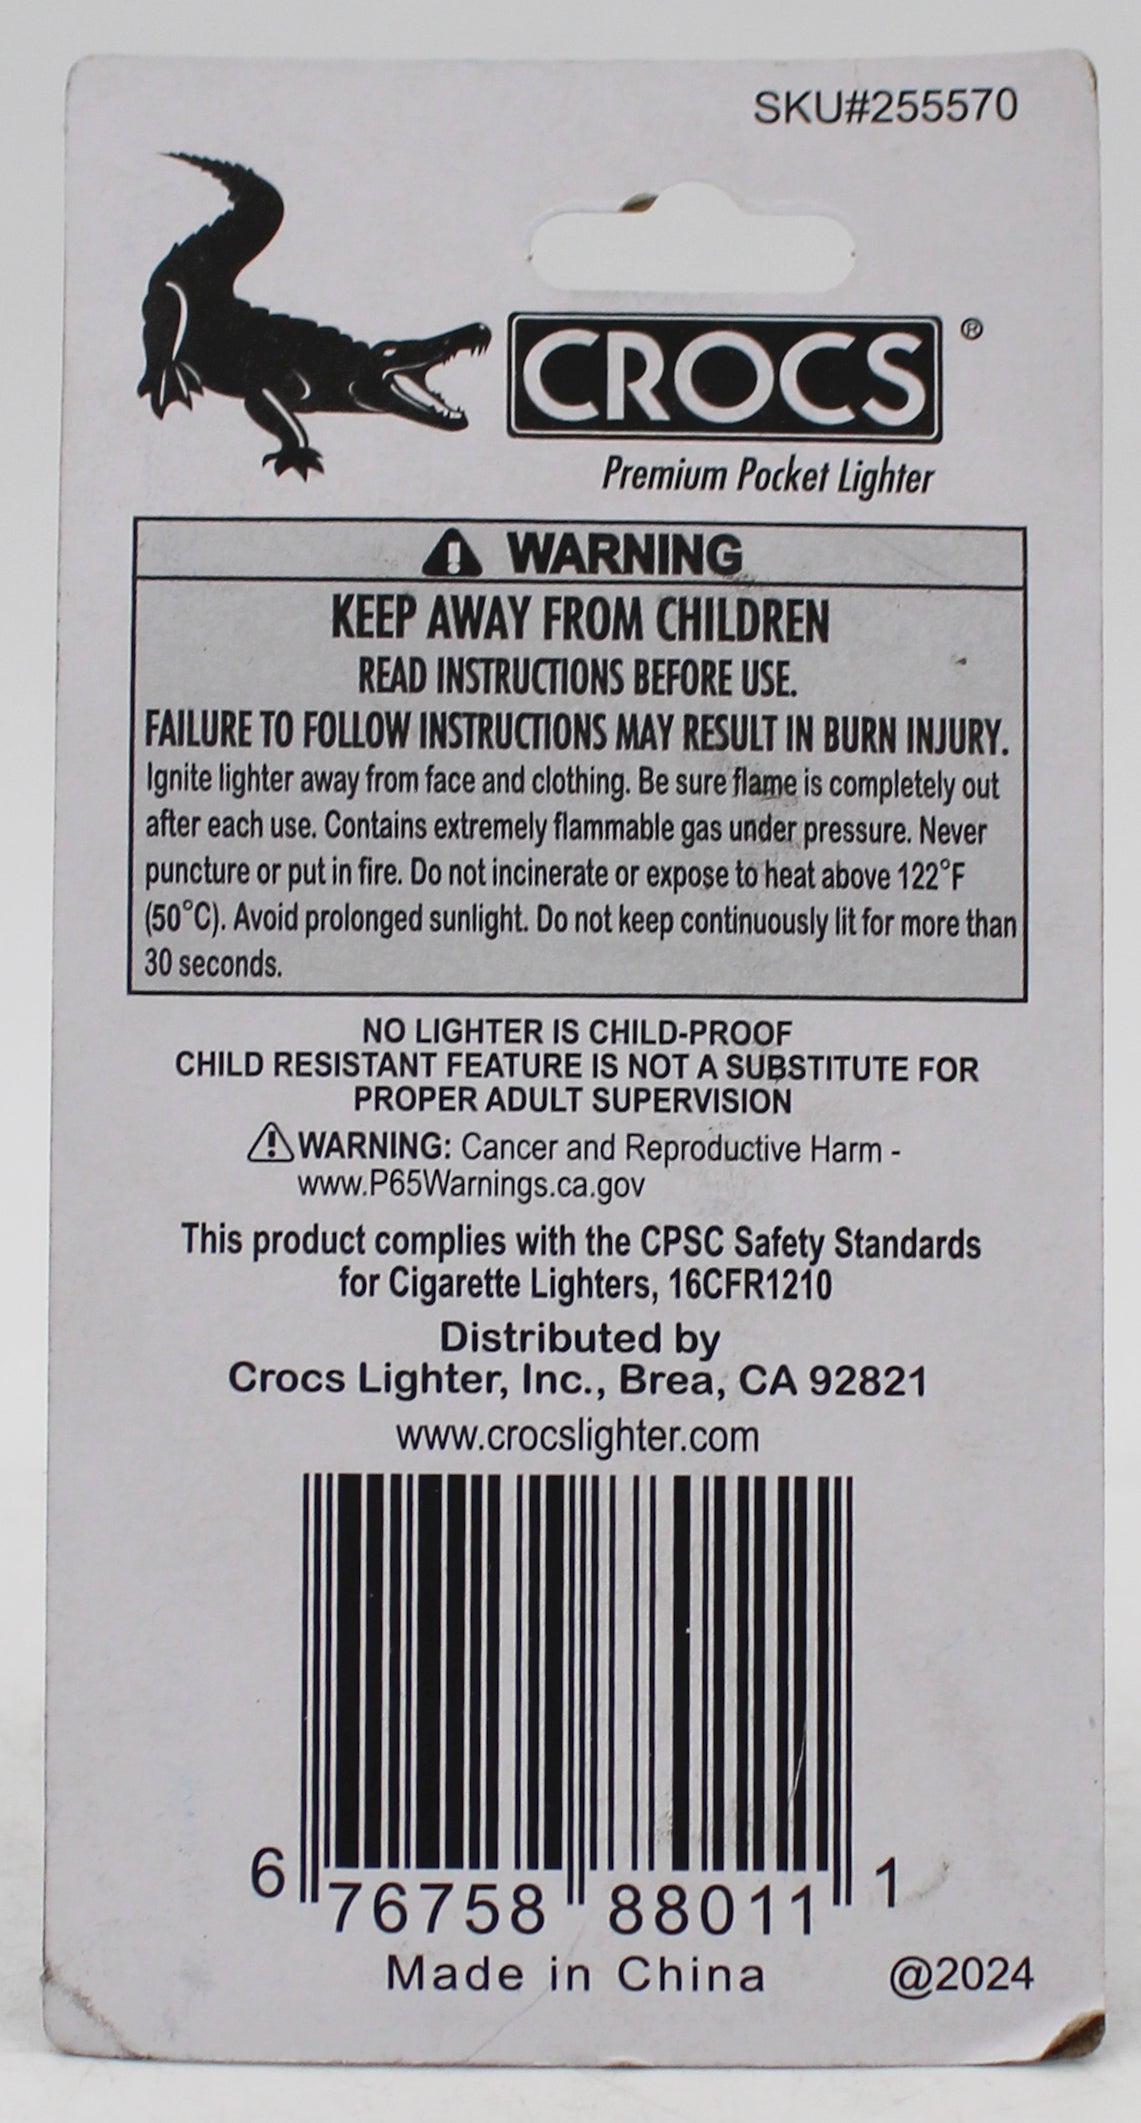 SKU#255570
CROCS®
Premium Pocket Lighter
WARNING
KEEP AWAY FROM CHILDREN
READ INSTRUCTIONS BEFORE USE.
FAILURE TO FOLLOW INSTRUCTIONS MAY RESULT IN BURN INJURY.
Ignite lighter away from face and clothing. Be sure flame is completely out
after each use. Contains extremely flammable gas under pressure. Never
puncture or put in fire. Do not incinerate or expose to heat above 122°F
(50°C). Avoid prolonged sunlight. Do not keep continuously lit for more than
30 seconds.
NO LIGHTER IS CHILD-PROOF
CHILD RESISTANT FEATURE IS NOT A SUBSTITUTE FOR
PROPER ADULT SUPERVISION
WARNING: Cancer and Reproductive Harm -
www.P65Warnings.ca.gov
This product complies with the CPSC Safety Standards
for Cigarette Lighters, 16CFR1210
Distributed by
Crocs Lighter, Inc., Brea, CA 92821
www.crocslighter.com
6 76758 88011 1
Made in China @2024